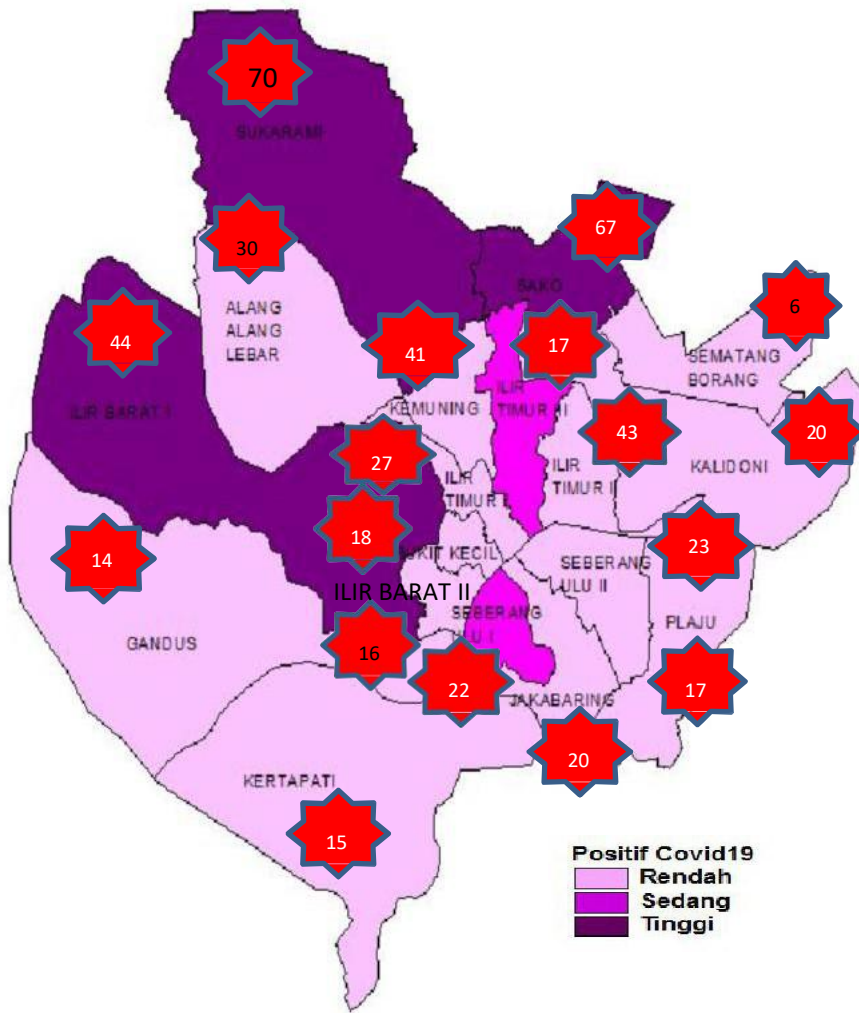 70
SUKARAMI
67
30
SAKO
6
ALANG
ALANG
LEBAR
44
41
17
SEMATANG
BORANG
ILIR BARAT I
KEMUNING
ILIR
TIMUR III
43
20
27
ILIR
TIMUR I
ILIR
TIMUR II
KALIDONI
18
14
BUKIT KECIL
23
SEBERANG
ULU II
ILIR BARAT II
SEBERANG
ULU I
PLAJU
GANDUS
16
22
17
JAKABARING
20
KERTAPATI
15
Positif Covid19
Rendah
Sedang
Tinggi